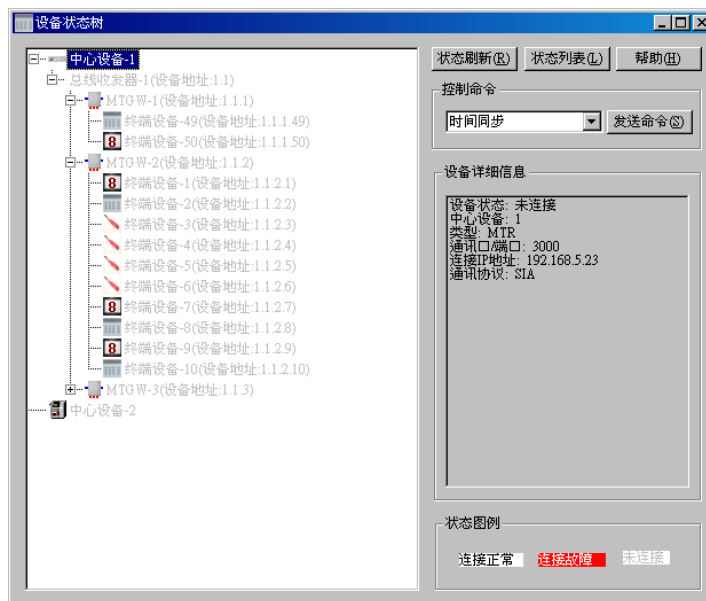 设备状态树
中心设备-1
总线收发器-1(设备地址:1.1)
MTGW-1(设备地址:1.1.1)
终端设备-49(设备地址:1.1.1.49)
终端设备-50(设备地址:1.1.1.50)
MTGW-2(设备地址:1.1.2)
终端设备-1(设备地址:1.1.2.1)
终端设备-2(设备地址:1.1.2.2)
终端设备-3(设备地址:1.1.2.3)
终端设备-4(设备地址:1.1.2.4)
终端设备-5(设备地址:1.1.2.5)
终端设备-6(设备地址:1.1.2.6)
终端设备-7(设备地址:1.1.2.7)
终端设备-8(设备地址:1.1.2.8)
终端设备-9(设备地址:1.1.2.9)
终端设备-10(设备地址:1.1.2.10)
MTGW-3(设备地址:1.1.3)
中心设备-2
状态刷新(R) 状态列表(L) 帮助(H)
控制命令
时间同步 发送命令(S)
设备详细信息
设备状态: 未连接
中心设备: 1
类型: MTR
通讯口/端口: 3000
连接IP地址: 192.168.5.23
通讯协议: SIA
状态图例
连接正常 连接故障 未连接